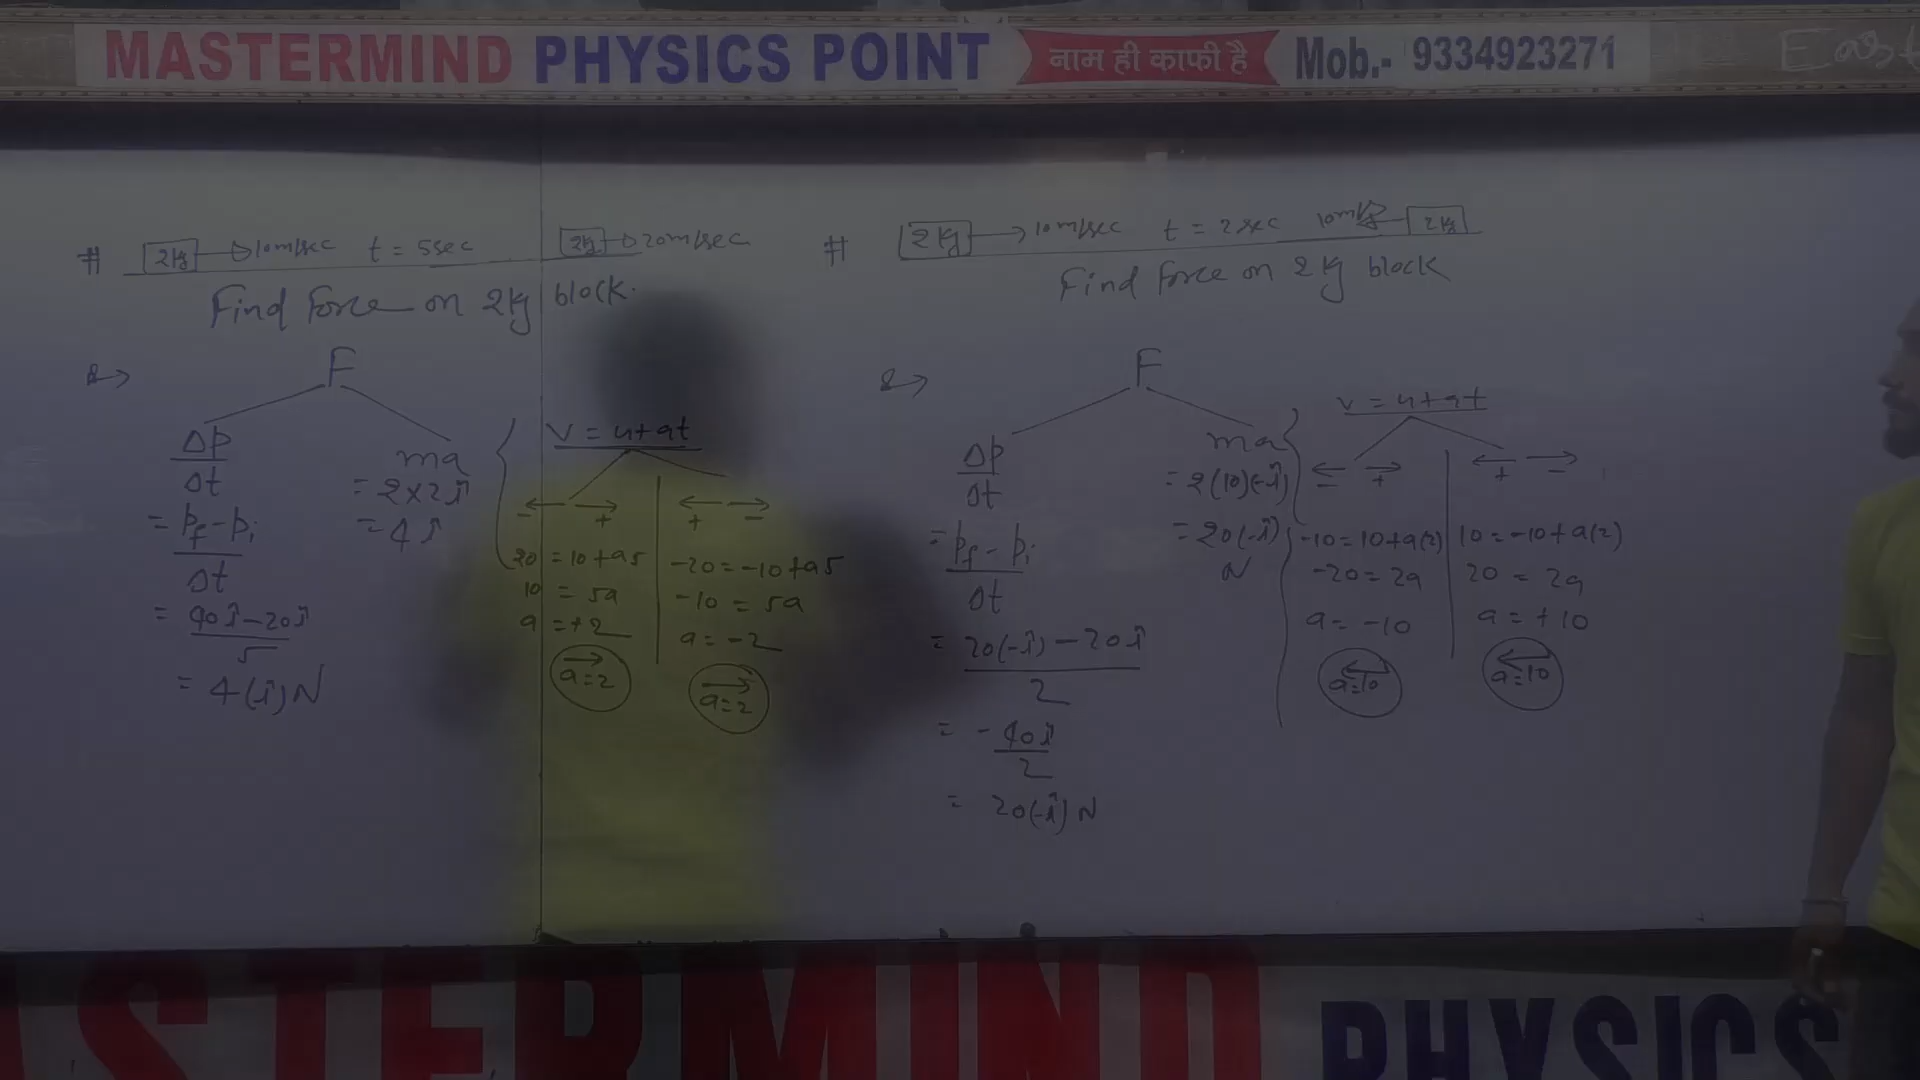 MASTERMIND PHYSICS POINT नाम ही काफी है Mob.- 9334923271
# 2kg → 10m/sec t = 5sec 2kg → 20m/sec
Find Force on 2kg block.
F
Δp/Δt
= pf - pi / Δt
= 40î - 20î / 5
= 4(î) N
ma
= 2×2î
= 4î
v = u+at
← → - +
20 = 10+a5
10 = 5a
a = +2
a=2
← → + -
-20 = -10+a5
-10 = 5a
a = -2
a=2
# 2kg → 10m/sec t = 2sec 10m/s ← 2kg
Find Force on 2kg block
F
Δp/Δt
= pf - pi / Δt
= 20(-î) - 20î / 2
= -40î / 2
= 20(-î) N
ma
= 2(10)(-î)
= 20(-î)
N
v = u+at
← → - +
-10 = 10+a(2)
-20 = 2a
a = -10
a=10
← → + -
10 = -10+a(2)
20 = 2a
a = +10
a=10
MASTERMIND PHYSICS